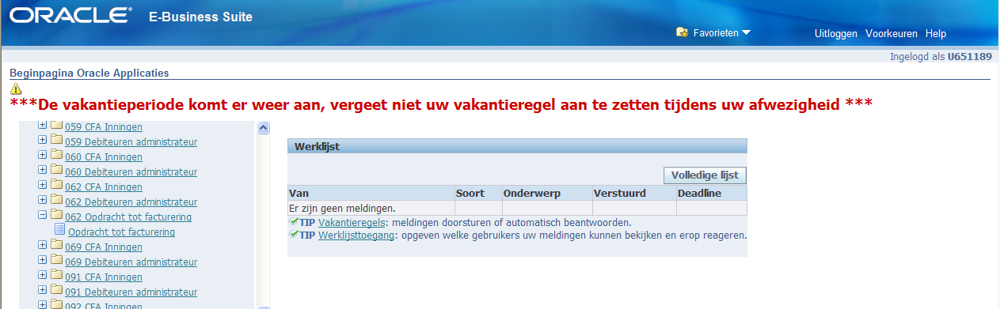 ORACLE® E-Business Suite
Favorieten Uitloggen Voorkeuren Help
Ingelogd als U651189
Beginpagina Oracle Applicaties
***De vakantieperiode komt er weer aan, vergeet niet uw vakantieregel aan te zetten tijdens uw afwezigheid ***
059 CFA Inningen
059 Debiteuren administrateur
060 CFA Inningen
060 Debiteuren administrateur
062 CFA Inningen
062 Debiteuren administrateur
062 Opdracht tot facturering
Opdracht tot facturering
069 CFA Inningen
069 Debiteuren administrateur
091 CFA Inningen
091 Debiteuren administrateur
092 CFA Inningen
Werklijst
Volledige lijst
Van Soort Onderwerp Verstuurd Deadline
Er zijn geen meldingen.
TIP Vakantieregels: meldingen doorsturen of automatisch beantwoorden.
TIP Werklijsttoegang: opgeven welke gebruikers uw meldingen kunnen bekijken en erop reageren.